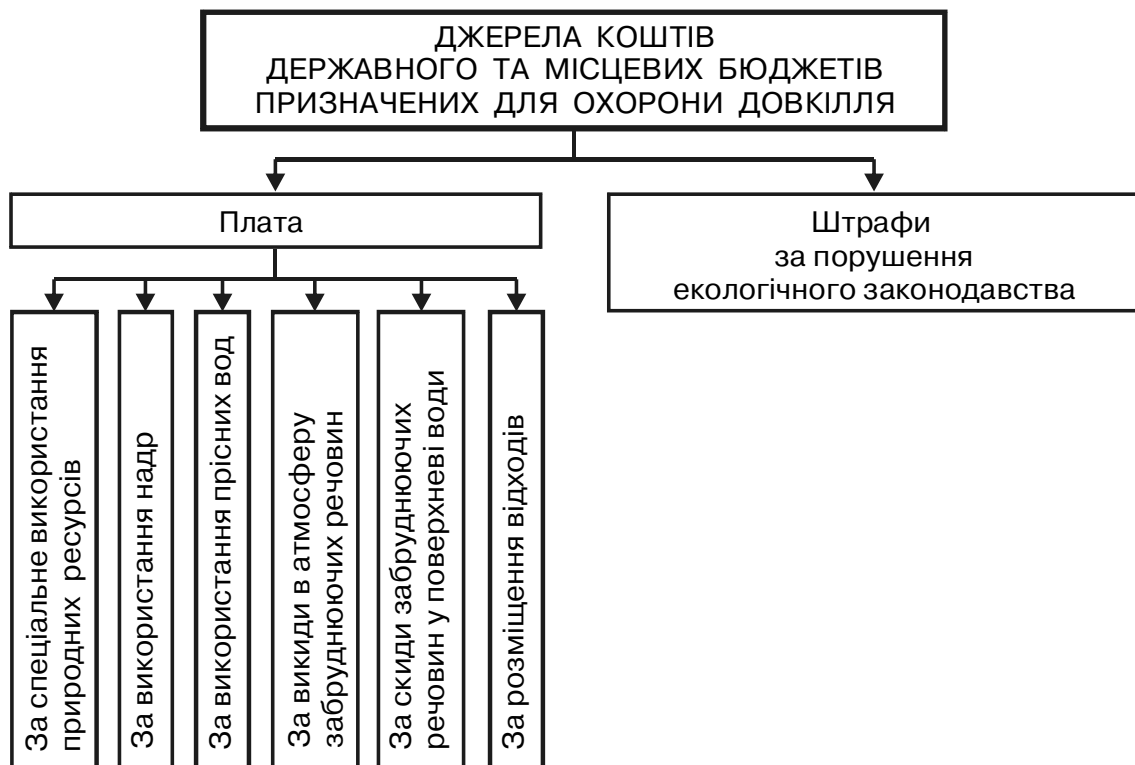 ДЖЕРЕЛА КОШТІВ
ДЕРЖАВНОГО ТА МІСЦЕВИХ БЮДЖЕТІВ
ПРИЗНАЧЕНИХ ДЛЯ ОХОРОНИ ДОВКІЛЛЯ
Плата
Штрафи
за порушення
екологічного законодавства
За спеціальне використання
природних ресурсів
За використання надр
За використання прісних вод
За викиди в атмосферу
забруднюючих речовин
За скиди забруднюючих
речовин у поверхневі води
За розміщення відходів